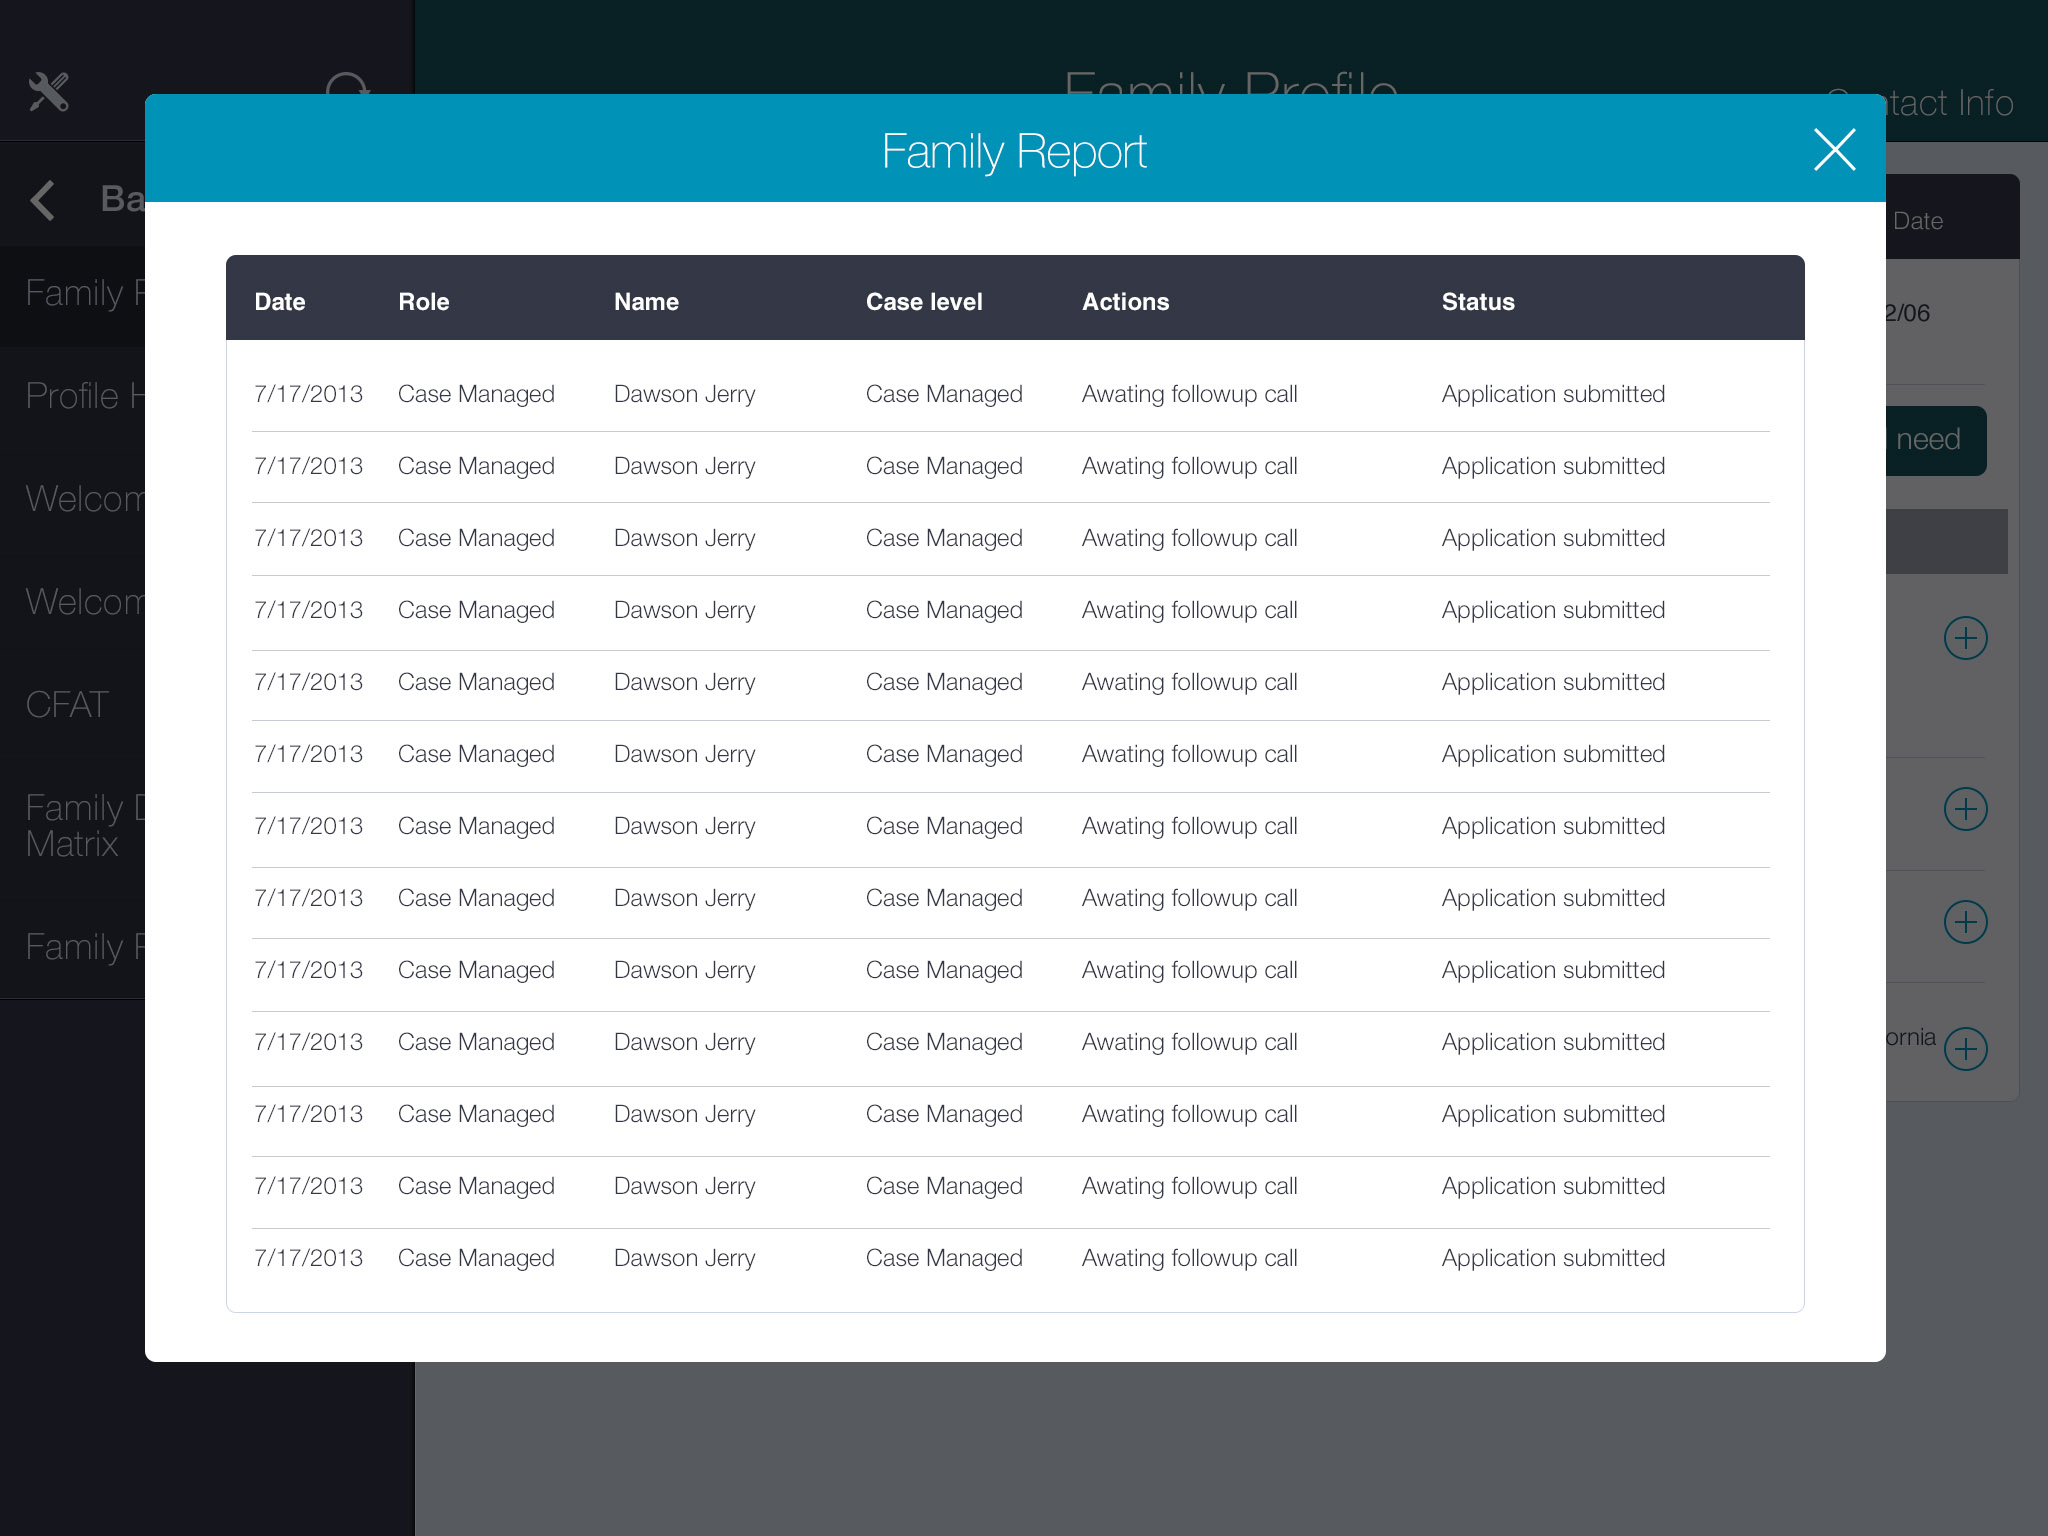 Family Profile
Contact Info
Family Report
Date
2/06
need
CFAT
Family
Matrix
Family
Profile
Family
ornia
Date Role Name Case level Actions Status
7/17/2013 Case Managed Dawson Jerry Case Managed Awating followup call Application submitted
7/17/2013 Case Managed Dawson Jerry Case Managed Awating followup call Application submitted
7/17/2013 Case Managed Dawson Jerry Case Managed Awating followup call Application submitted
7/17/2013 Case Managed Dawson Jerry Case Managed Awating followup call Application submitted
7/17/2013 Case Managed Dawson Jerry Case Managed Awating followup call Application submitted
7/17/2013 Case Managed Dawson Jerry Case Managed Awating followup call Application submitted
7/17/2013 Case Managed Dawson Jerry Case Managed Awating followup call Application submitted
7/17/2013 Case Managed Dawson Jerry Case Managed Awating followup call Application submitted
7/17/2013 Case Managed Dawson Jerry Case Managed Awating followup call Application submitted
7/17/2013 Case Managed Dawson Jerry Case Managed Awating followup call Application submitted
7/17/2013 Case Managed Dawson Jerry Case Managed Awating followup call Application submitted
7/17/2013 Case Managed Dawson Jerry Case Managed Awating followup call Application submitted
7/17/2013 Case Managed Dawson Jerry Case Managed Awating followup call Application submitted